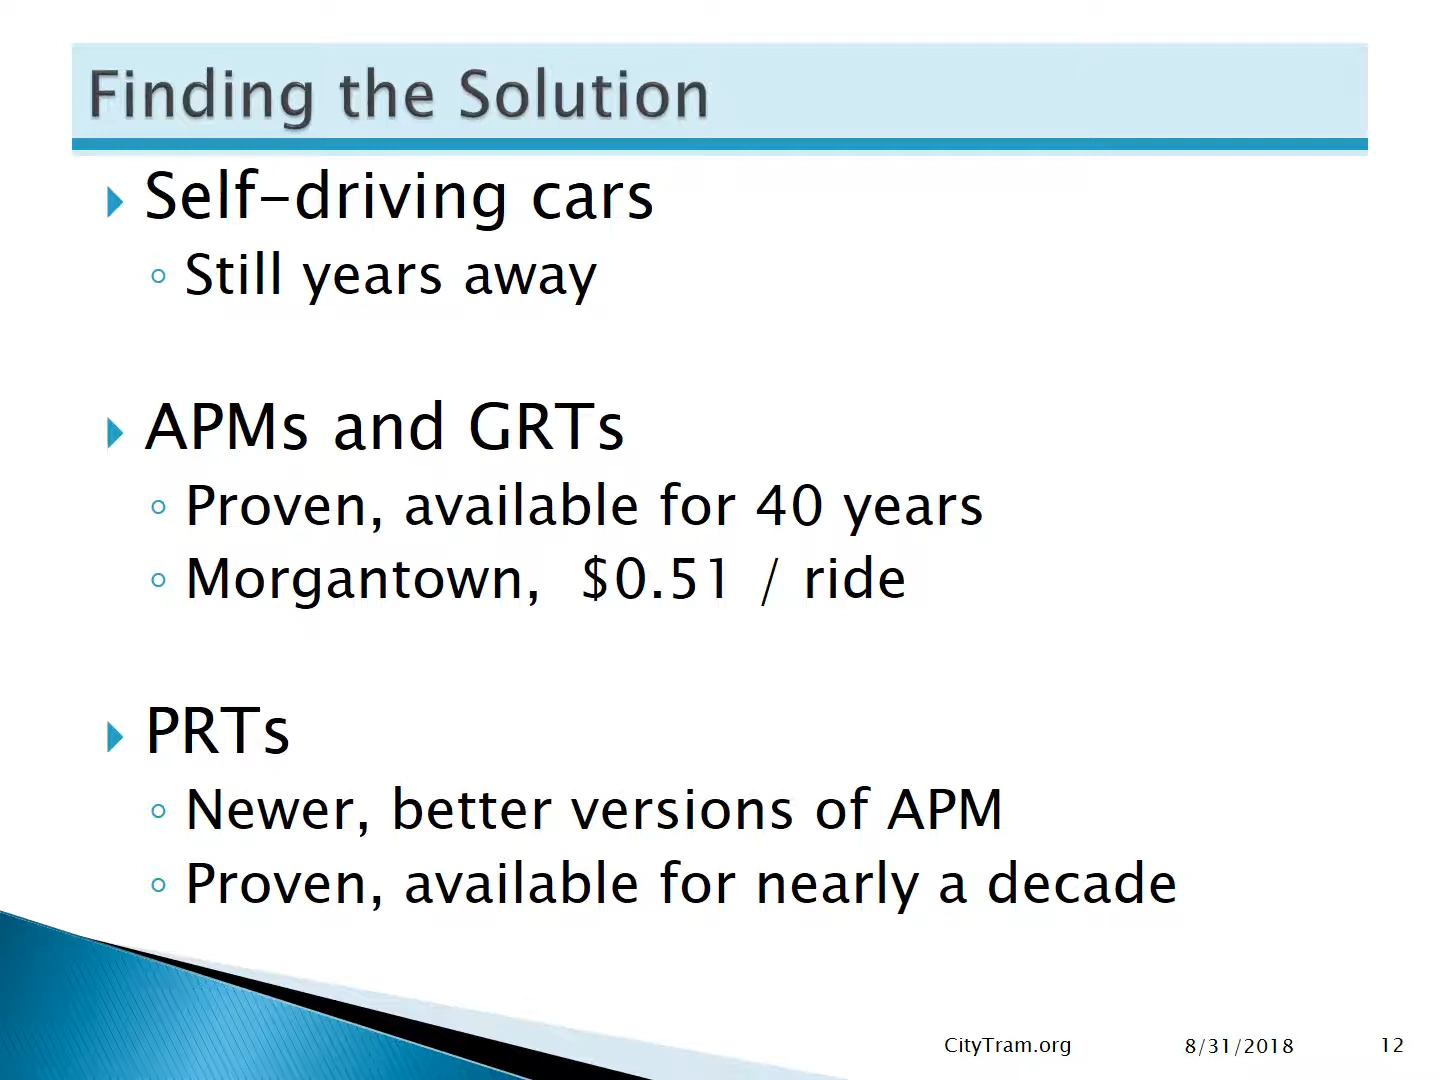 Finding the Solution
Self-driving cars
Still years away
APMs and GRTs
Proven, available for 40 years
Morgantown,  $0.51 / ride
PRTs
Newer, better versions of APM
Proven, available for nearly a decade
CityTram.org 8/31/2018 12